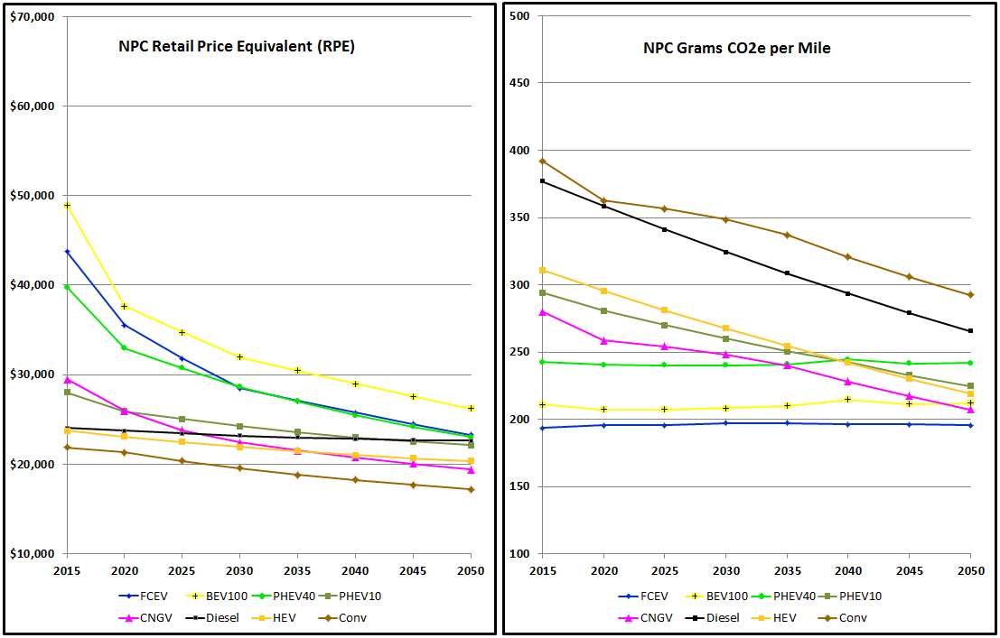 NPC Retail Price Equivalent (RPE)
$70,000
$60,000
$50,000
$40,000
$30,000
$20,000
$10,000
2015 2020 2025 2030 2035 2040 2045 2050
FCEV BEV100 PHEV40 PHEV10
CNGV Diesel HEV Conv
NPC Grams CO2e per Mile
500
450
400
350
300
250
200
150
100
2015 2020 2025 2030 2035 2040 2045 2050
FCEV BEV100 PHEV40 PHEV10
CNGV Diesel HEV Conv